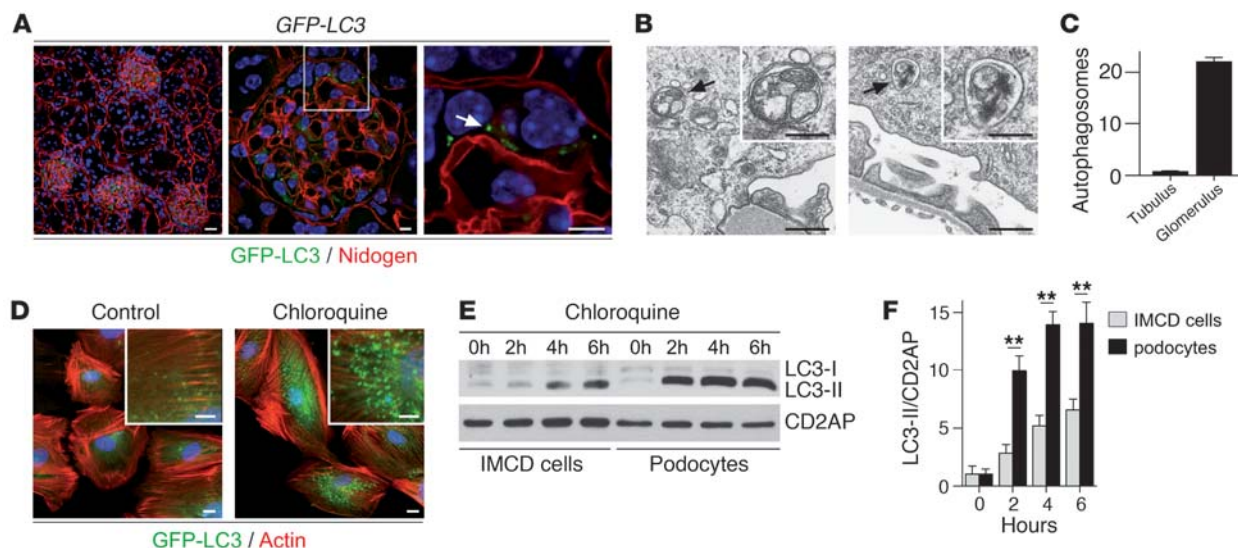 A
GFP-LC3
GFP-LC3 / Nidogen
B
C
Autophagosomes
20
10
0
Tubulus
Glomerulus
D
Control
Chloroquine
GFP-LC3 / Actin
E
Chloroquine
0h 2h 4h 6h 0h 2h 4h 6h
LC3-I
LC3-II
CD2AP
IMCD cells
Podocytes
F
LC3-II/CD2AP
15
10
5
0
**
**
**
0 2 4 6
Hours
IMCD cells
podocytes